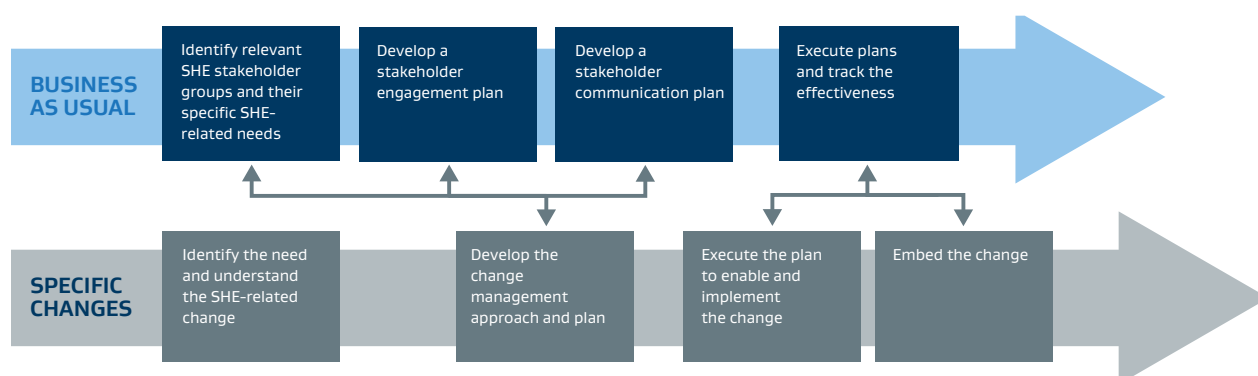 BUSINESS
AS USUAL
Identify relevant
SHE stakeholder
groups and their
specific SHE-
related needs
Develop a
stakeholder
engagement plan
Develop a
stakeholder
communication plan
Execute plans
and track the
effectiveness
SPECIFIC
CHANGES
Identify the need
and understand
the SHE-related
change
Develop the
change
management
approach and plan
Execute the plan
to enable and
implement
the change
Embed the change